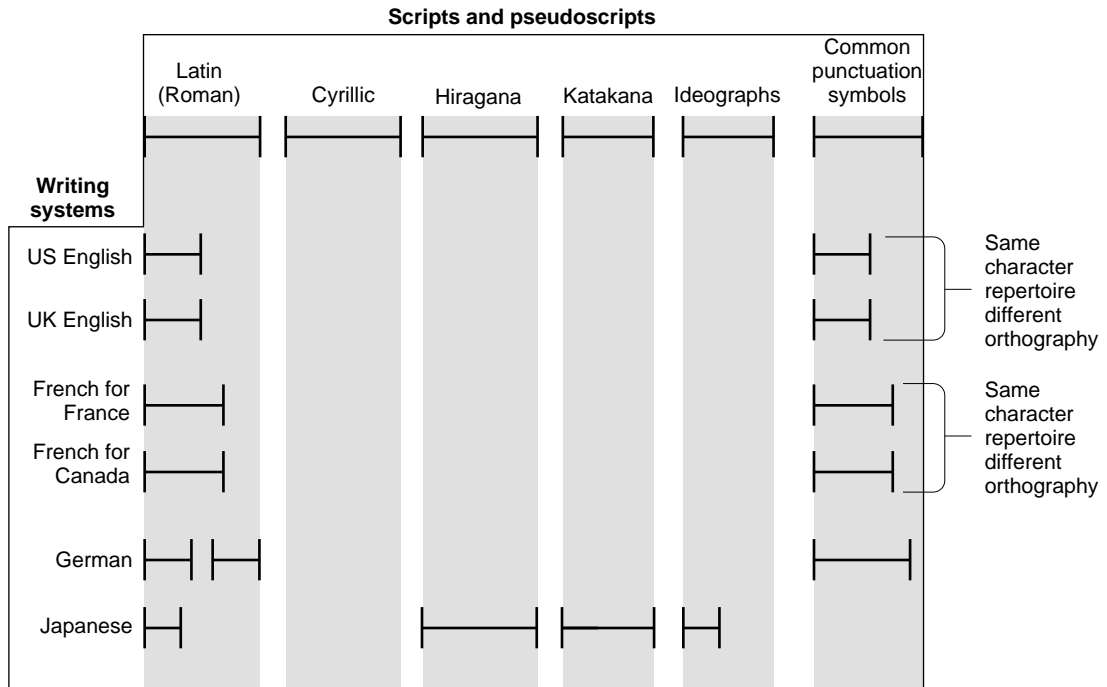 Scripts and pseudoscripts
Latin
(Roman)
Cyrillic
Hiragana
Katakana
Ideographs
Common
punctuation
symbols
Writing
systems
US English
UK English
Same
character
repertoire
different
orthography
French for
France
French for
Canada
Same
character
repertoire
different
orthography
German
Japanese